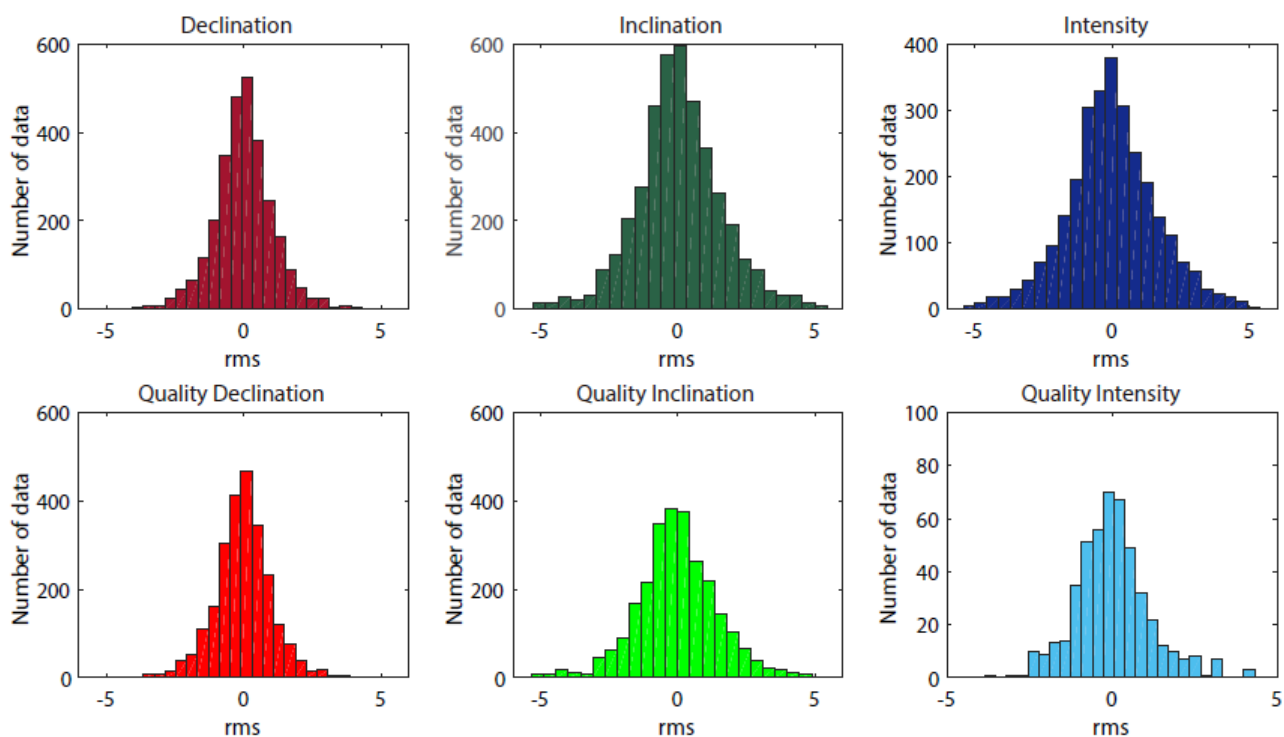 Declination
600
400
200
0
Number of data
-5 0 5
rms
Inclination
600
400
200
0
Number of data
-5 0 5
rms
Intensity
400
300
200
100
0
Number of data
-5 0 5
rms
Quality Declination
600
400
200
0
Number of data
-5 0 5
rms
Quality Inclination
600
400
200
0
Number of data
-5 0 5
rms
Quality Intensity
100
80
60
40
20
0
Number of data
-5 0 5
rms